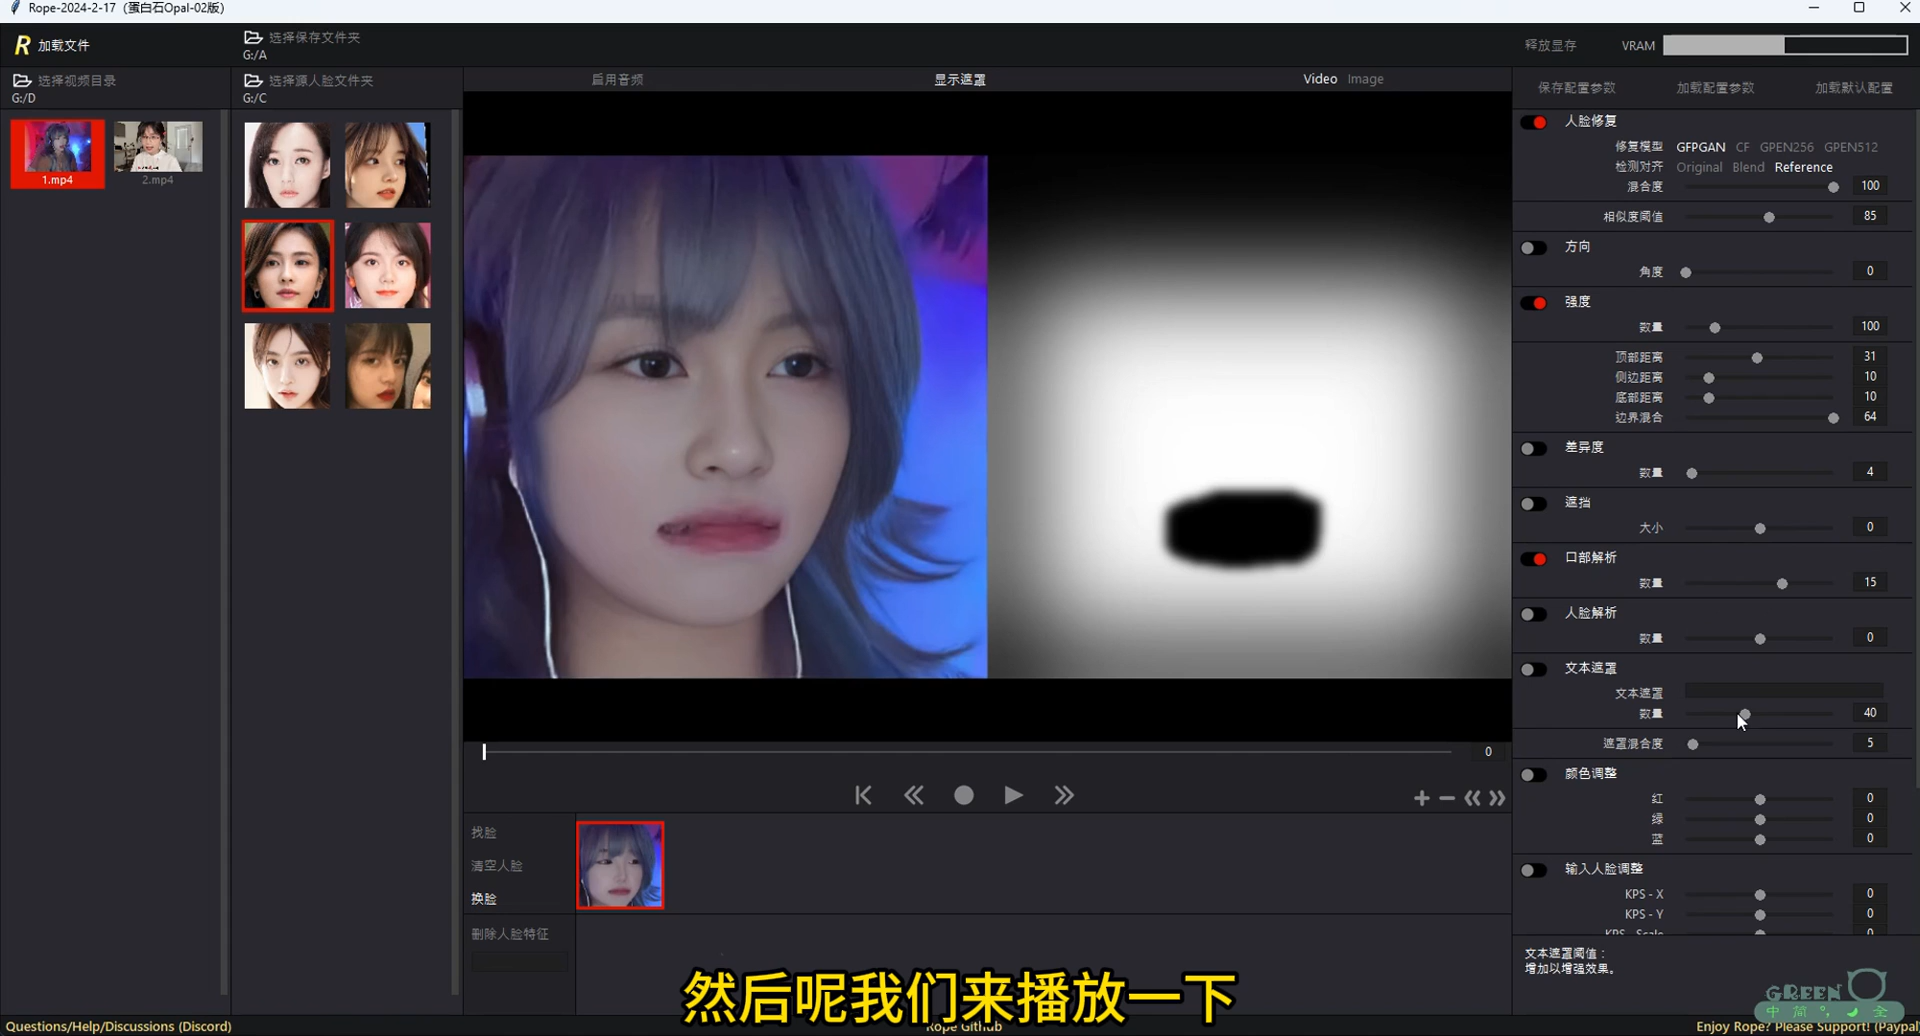 Rope-2024-2-17（蛋白石Opal-02版）
R 加载文件
选择保存文件夹
G:/A
释放显存
VRAM
选择视频目录
G:/D
选择源人脸文件夹
G:/C
启用音频
显示遮罩
Video Image
保存配置参数 加载配置参数 加载默认配置
1.mp4
2.mp4
人脸修复
修复模型 GFPGAN CF GPEN256 GPEN512
检测对齐 Original Blend Reference
混合度 100
相似度阈值 85
方向
角度 0
强度
数量 100
顶部距离 31
侧边距离 10
底部距离 10
边界混合 64
差异度
数量 4
遮挡
大小 0
口部解析
数量 15
人脸解析
数量 0
文本遮罩
文本遮罩
数量 40
遮罩混合度 5
颜色调整
红 0
绿 0
蓝 0
输入人脸调整
KPS - X 0
KPS - Y 0
KPS - Scale 0
0
找脸
清空人脸
换脸
删除人脸特征
文本遮罩阈值：
增加以增强效果。
然后呢我们来播放一下
GREEN
中 简 全
Questions/Help/Discussions (Discord)
Rope Github
Enjoy Rope? Please Support! (Paypal